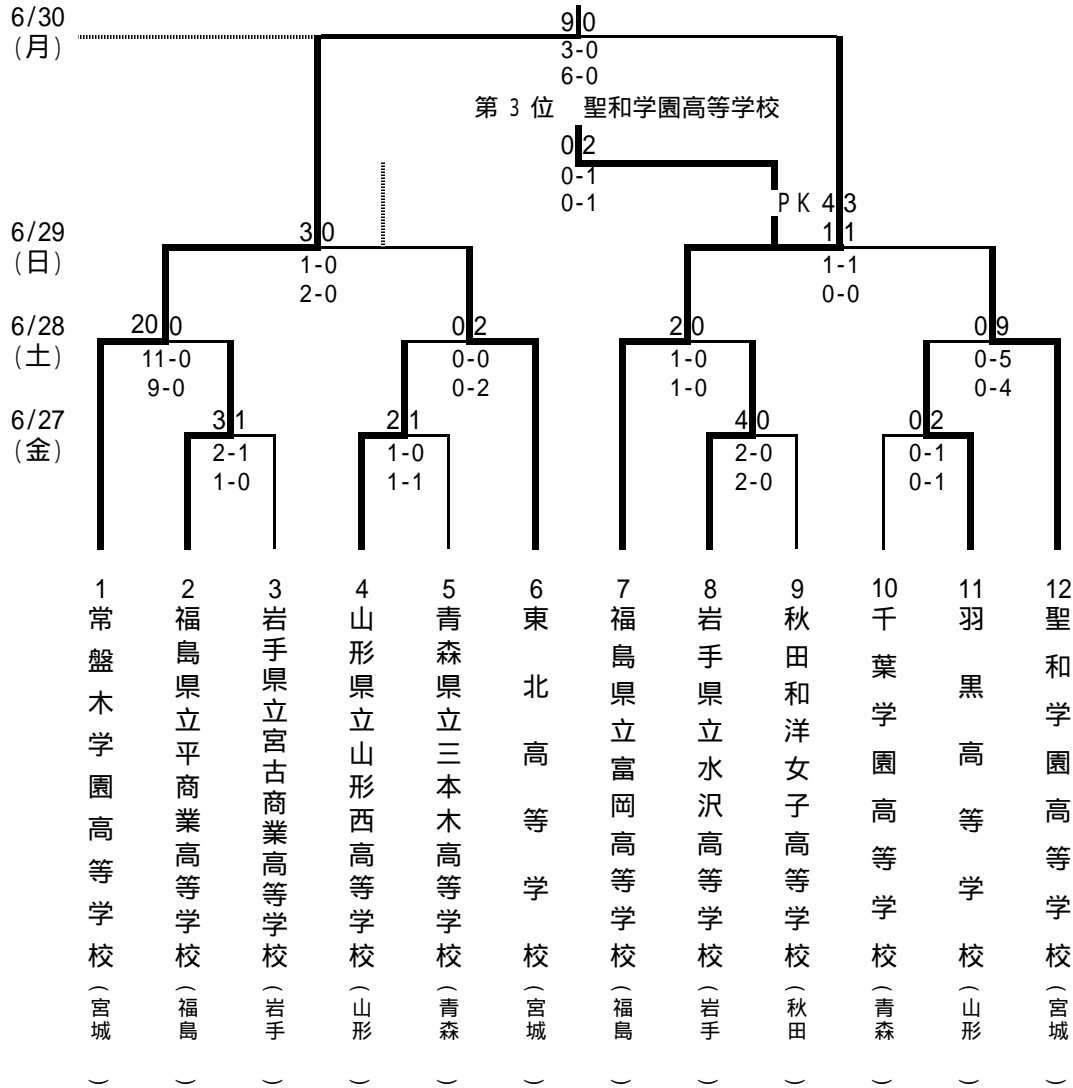 6/30
(月)
9 0
3-0
6-0
第 3 位 聖和学園高等学校
0 2
0-1
0-1
PK 4 3
6/29
(日)
3 0
1-0
2-0
1 1
1-1
0-0
6/28
(土)
20 0
11-0
9-0
0 2
0-0
0-2
2 0
1-0
1-0
0 9
0-5
0-4
6/27
(金)
3 1
2-1
1-0
2 1
1-0
1-1
4 0
2-0
2-0
0 2
0-1
0-1
1
常盤木学園高等学校(宮城)
2
福島県立平商業高等学校(福島)
3
岩手県立宮古商業高等学校(岩手)
4
山形県立山形西高等学校(山形)
5
青森県立三本木高等学校(青森)
6
東北高等学校(宮城)
7
福島県立富岡高等学校(福島)
8
岩手県立水沢高等学校(岩手)
9
秋田和洋女子高等学校(秋田)
10
千葉学園高等学校(青森)
11
羽黒高等学校(山形)
12
聖和学園高等学校(宮城)